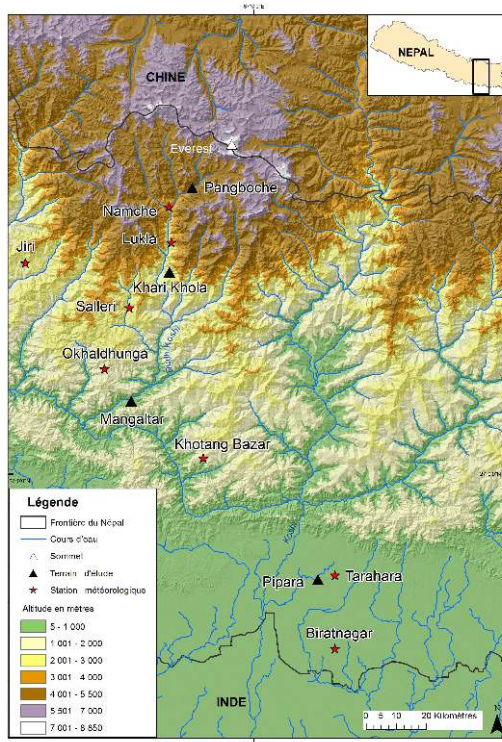 NEPAL
CHINE
Everest
Pangboche
Namche
Lukla
Jiri
Khari Khola
Salleri
Okhaldhunga
Mangaltar
Khotang Bazar
Kosi
Pipara
Tarahara
Biratnagar
INDE
Légende
Frontière du Népal
Cours d'eau
Sommet
Terrain d'étude
Station météorologique
Altitude en mètres
5 - 1 000
1 001 - 2 000
2 001 - 3 000
3 001 - 4 000
4 001 - 5 500
5 501 - 7 000
7 001 - 8 850
0 5 10 20 Kilomètres
N